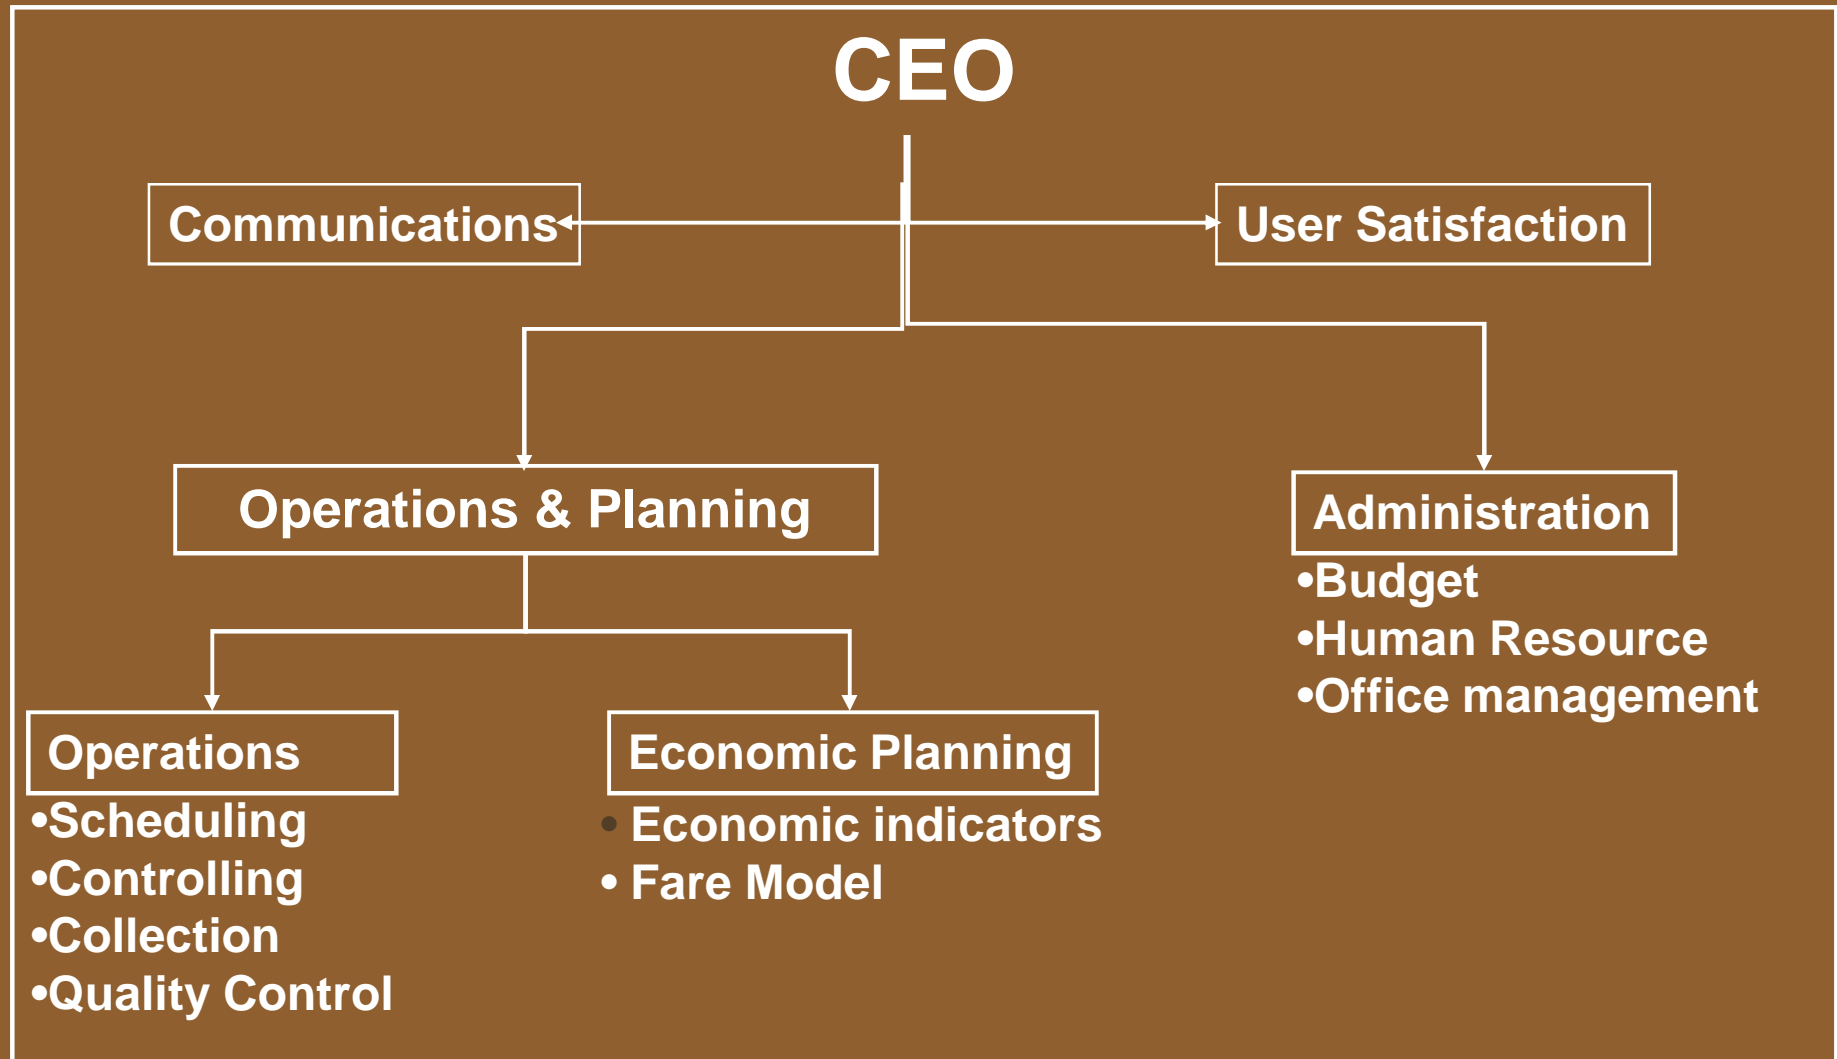 CEO
Communications
User Satisfaction
Operations & Planning
Administration
•Budget
•Human Resource
•Office management
Operations
•Scheduling
•Controlling
•Collection
•Quality Control
Economic Planning
• Economic indicators
• Fare Model